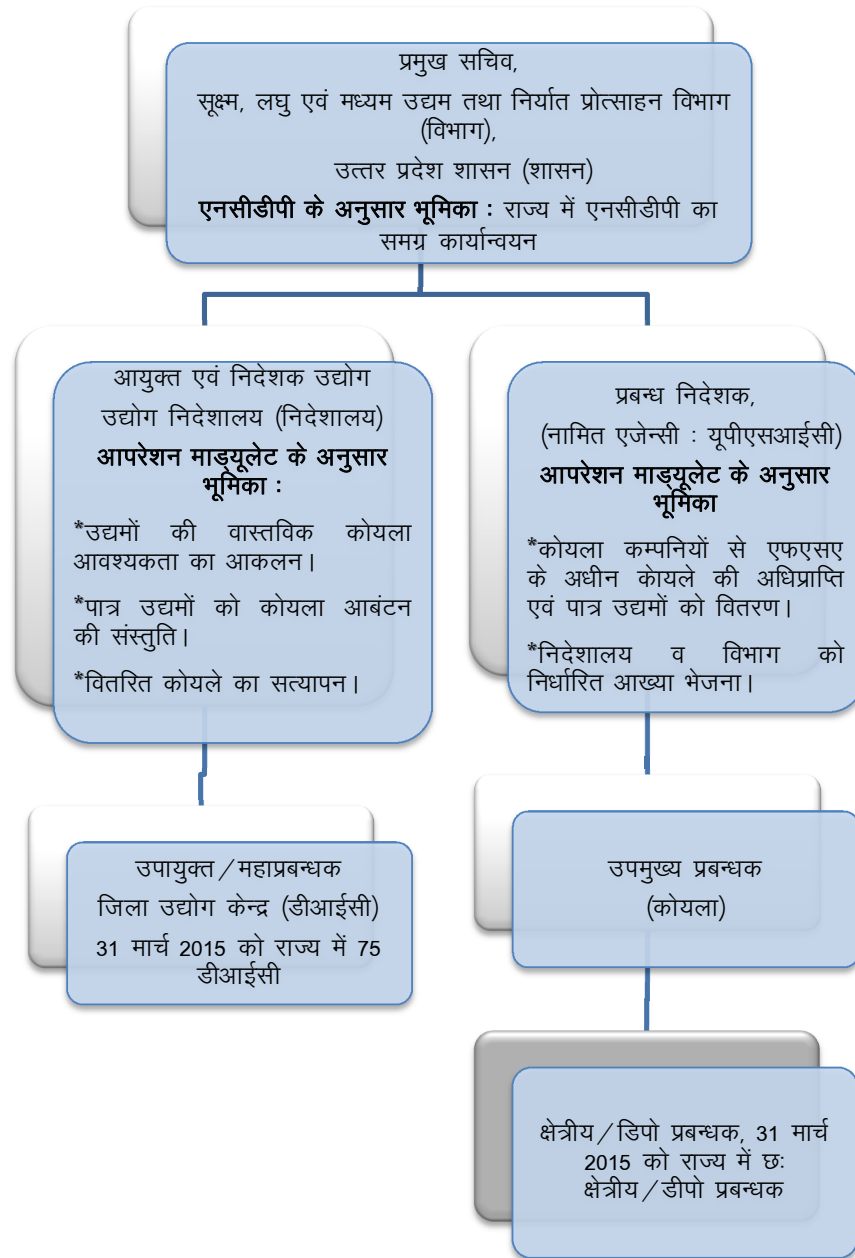 प्रमुख सचिव,
सूक्ष्म, लघु एवं मध्यम उद्यम तथा निर्यात प्रोत्साहन विभाग
(विभाग),
उत्तर प्रदेश शासन (शासन)
एनसीडीपी के अनुसार भूमिका : राज्य में एनसीडीपी का
समग्र कार्यान्वयन
आयुक्त एवं निदेशक उद्योग
उद्योग निदेशालय (निदेशालय)
आपरेशन माड्यूलेट के अनुसार
भूमिका :
*उद्यमों की वास्तविक कोयला
आवश्यकता का आकलन।
*पात्र उद्यमों को कोयला आबंटन
की संस्तुति।
*वितरित कोयले का सत्यापन।
प्रबन्ध निदेशक,
(नामित एजेन्सी : यूपीएसआईसी)
आपरेशन माड्यूलेट के अनुसार
भूमिका
*कोयला कम्पनियों से एफएसए
के अधीन केायले की अधिप्राप्ति
एवं पात्र उद्यमों को वितरण।
*निदेशालय व विभाग को
निर्धारित आख्या भेजना।
उपायुक्त/महाप्रबन्धक
जिला उद्योग केन्द्र (डीआईसी)
31 मार्च 2015 को राज्य में 75
डीआईसी
उपमुख्य प्रबन्धक
(कोयला)
क्षेत्रीय/डिपो प्रबन्धक, 31 मार्च
2015 को राज्य में छः
क्षेत्रीय/डीपो प्रबन्धक